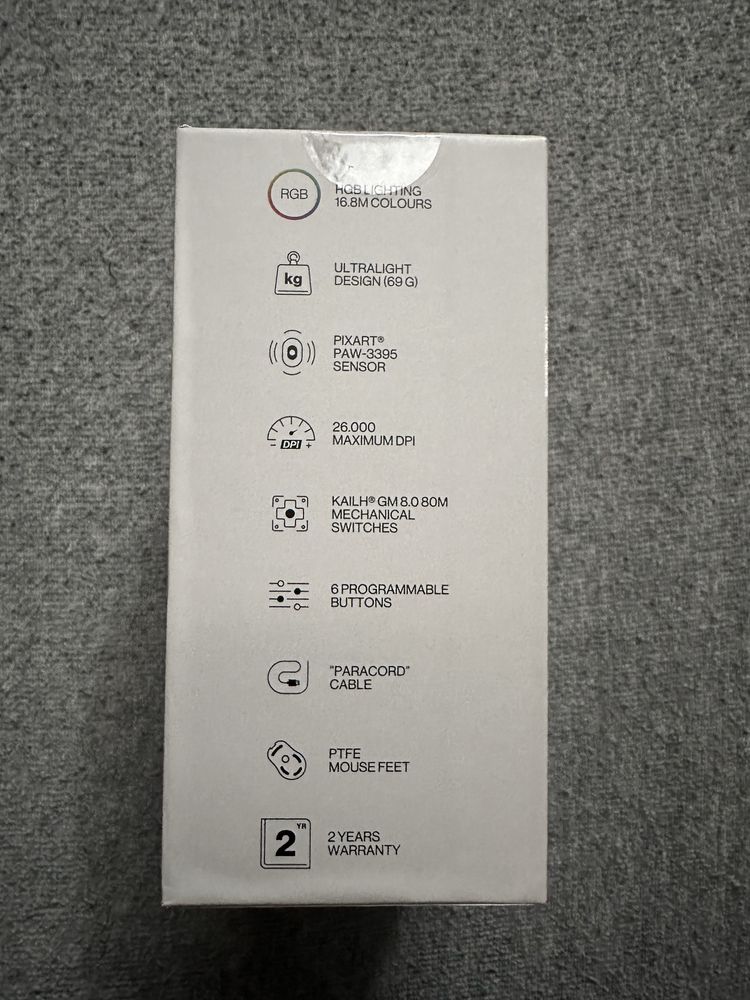 RGB
RGB LIGHTING
16.8M COLOURS
kg
ULTRALIGHT
DESIGN (69 G)
PIXART®
PAW-3395
SENSOR
- DPI +
26.000
MAXIMUM DPI
KAILH® GM 8.0 80M
MECHANICAL
SWITCHES
6 PROGRAMMABLE
BUTTONS
"PARACORD"
CABLE
PTFE
MOUSE FEET
2 YR
2 YEARS
WARRANTY